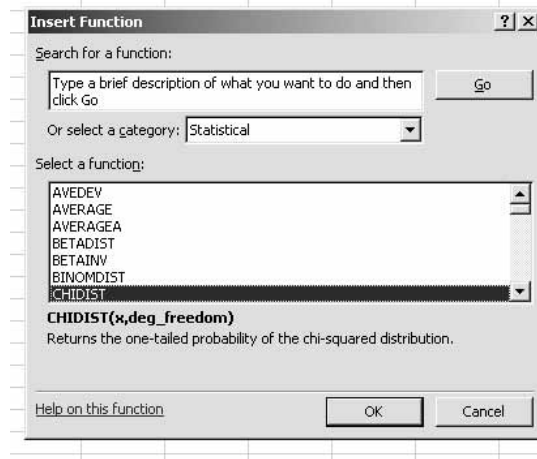 Insert Function
Search for a function:
Type a brief description of what you want to do and then
click Go
Go
Or select a category: Statistical
Select a function:
AVEDEV
AVERAGE
AVERAGEA
BETADIST
BETAINV
BINOMDIST
CHIDIST
CHIDIST(x,deg_freedom)
Returns the one-tailed probability of the chi-squared distribution.
Help on this function
OK
Cancel